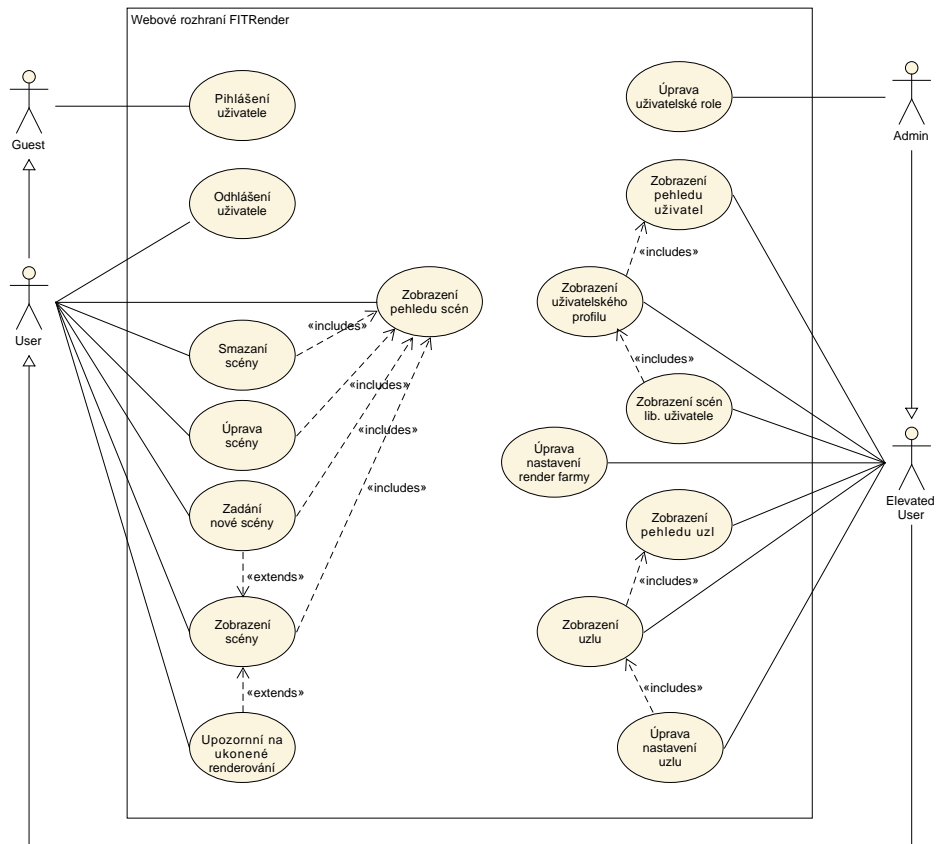 Webové rozhraní FITRender
Pihlášení
uživatele
Guest
Úprava
uživatelské role
Admin
Odhlášení
uživatele
Zobrazení
pehledu
uživatel
«includes»
User
Zobrazení
pehledu scén
Zobrazení
uživatelského
profilu
«includes»
Smazaní
scény
«includes»
«includes»
Zobrazení scén
lib. uživatele
Úprava
scény
«includes»
Úprava
nastavení
render farmy
Elevated
User
«includes»
Zadání
nové scény
Zobrazení
pehledu uzl
«extends»
«includes»
Zobrazení
scény
Zobrazení
uzlu
«extends»
«includes»
Upozornní na
ukonené
renderování
Úprava
nastavení
uzlu